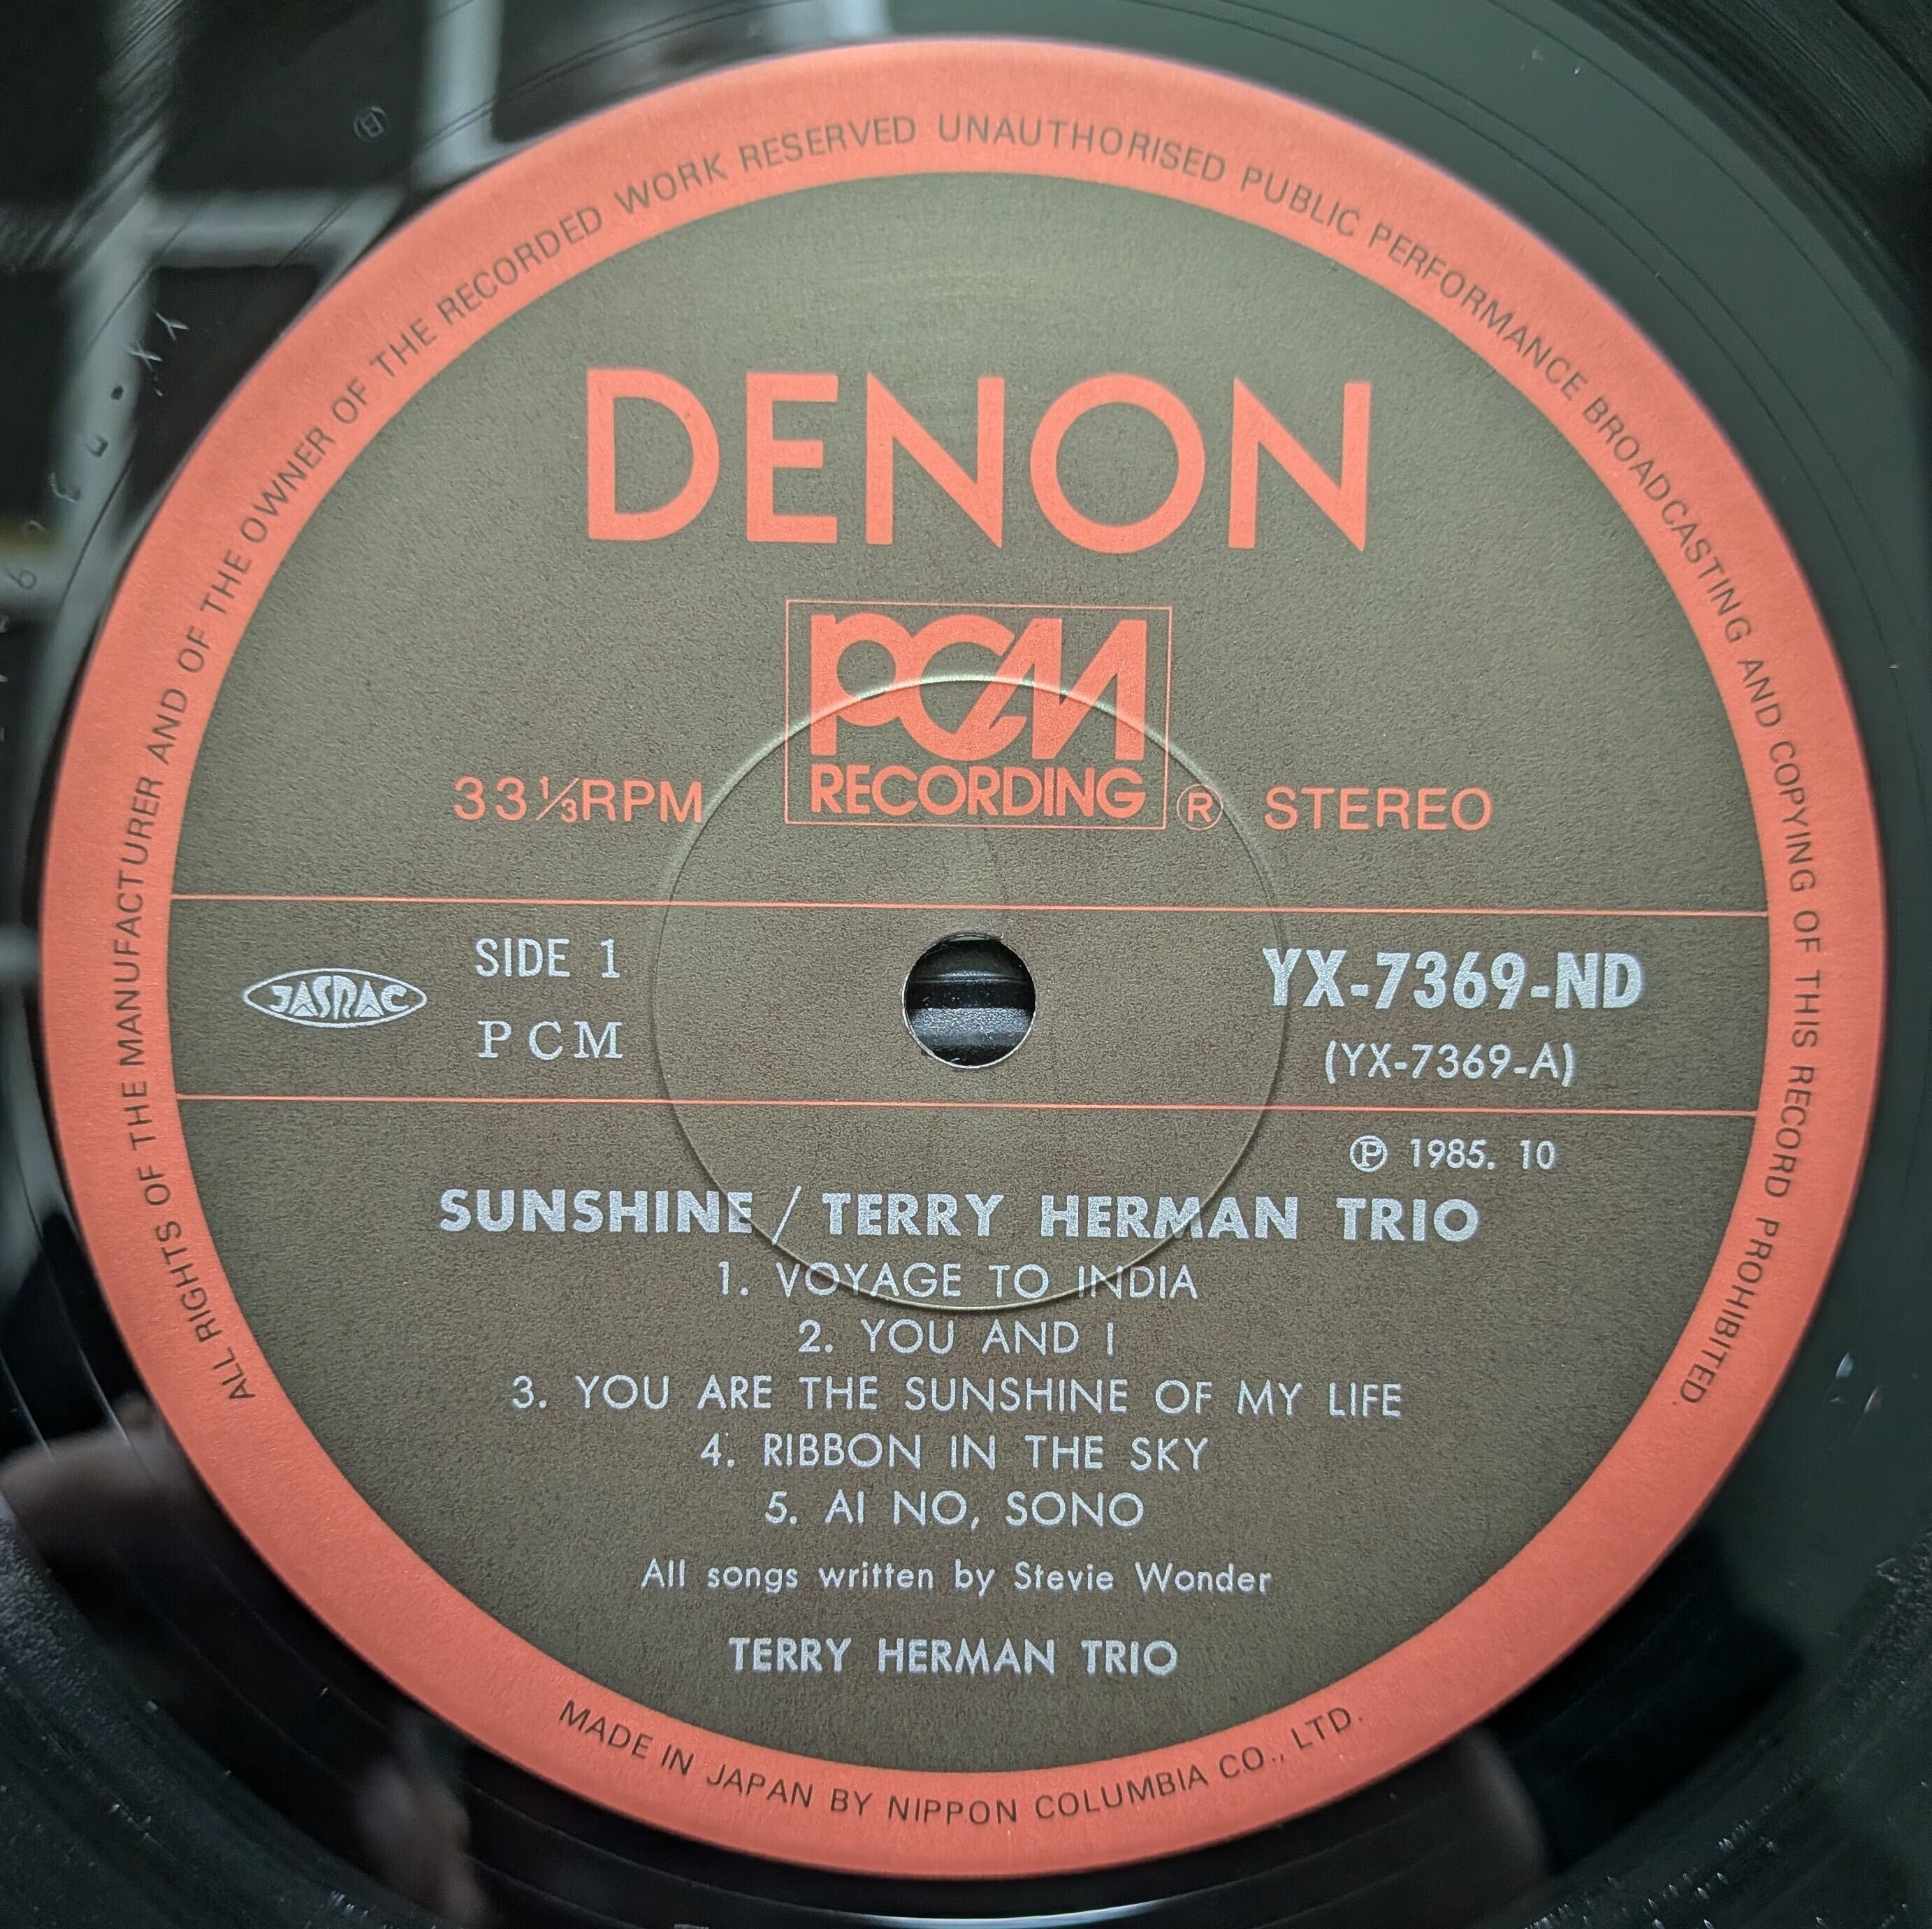 ALL RIGHTS OF THE MANUFACTURER AND OF THE OWNER OF THE RECORDED WORK RESERVED UNAUTHORISED PUBLIC PERFORMANCE BROADCASTING AND COPYING OF THIS RECORD PROHIBITED.
DENON
PCM
RECORDING
33⅓RPM ® STEREO
JASRAC
SIDE 1
PCM
YX-7369-ND
(YX-7369-A)
℗ 1985. 10
SUNSHINE / TERRY HERMAN TRIO
1. VOYAGE TO INDIA
2. YOU AND I
3. YOU ARE THE SUNSHINE OF MY LIFE
4. RIBBON IN THE SKY
5. AI NO, SONO
All songs written by Stevie Wonder
TERRY HERMAN TRIO
MADE IN JAPAN BY NIPPON COLUMBIA CO., LTD.